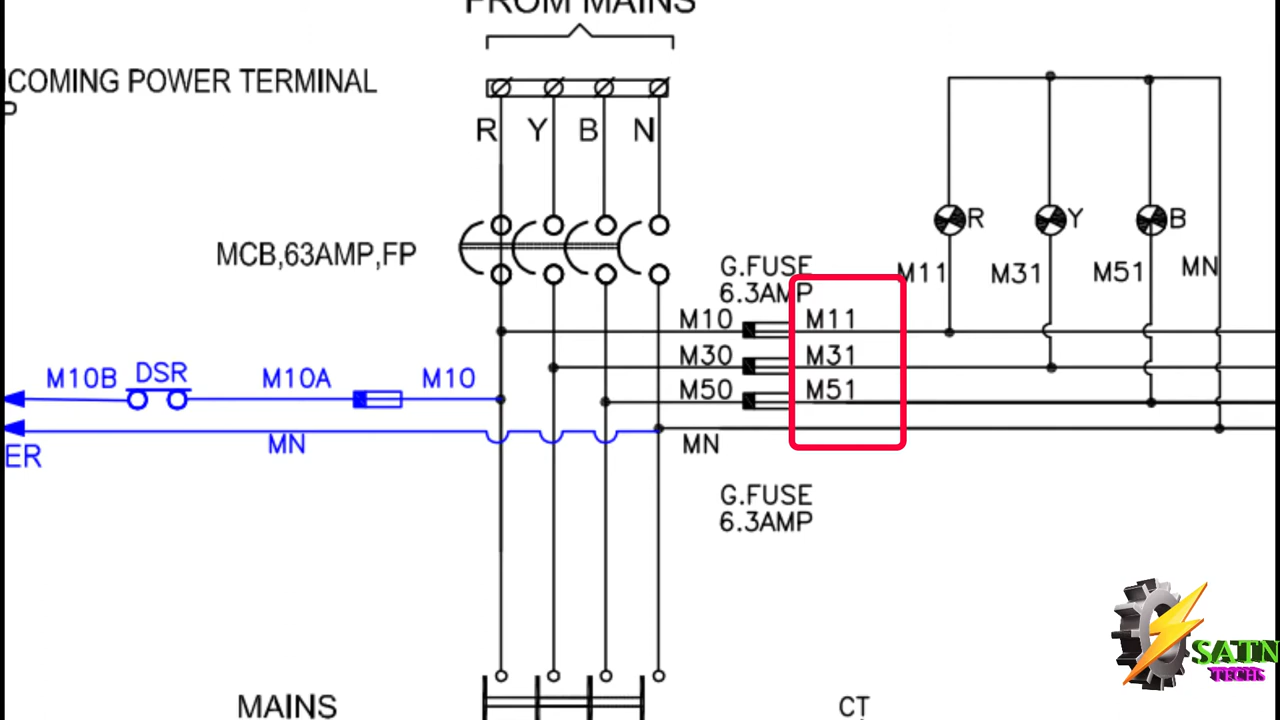 FROM MAINS
COMING POWER TERMINAL
P
R Y B N
MCB,63AMP,FP
R Y B
M11 M31 M51 MN
G.FUSE
6.3AMP
M10 M11
M30 M31
M50 M51
MN
M10B DSR M10A M10
MN
ER
G.FUSE
6.3AMP
MAINS
CT
SATN
TECHS